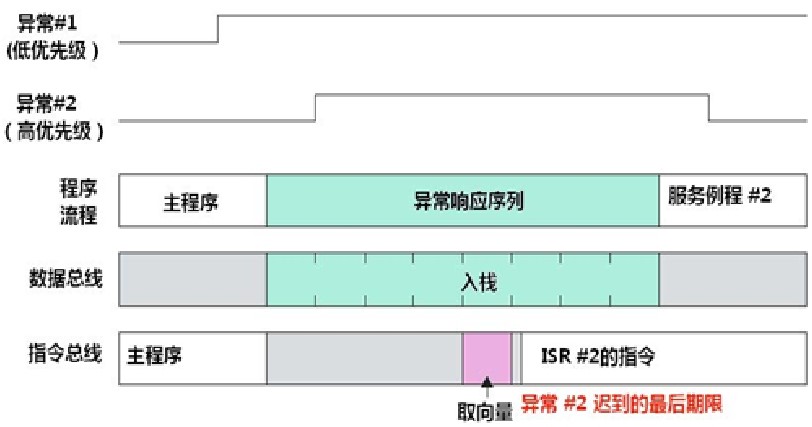 异常#1
(低优先级)
异常#2
(高优先级)
程序
流程
主程序
异常响应序列
服务例程 #2
数据总线
入栈
指令总线
主程序
ISR #2的指令
取向量
异常 #2 迟到的最后期限